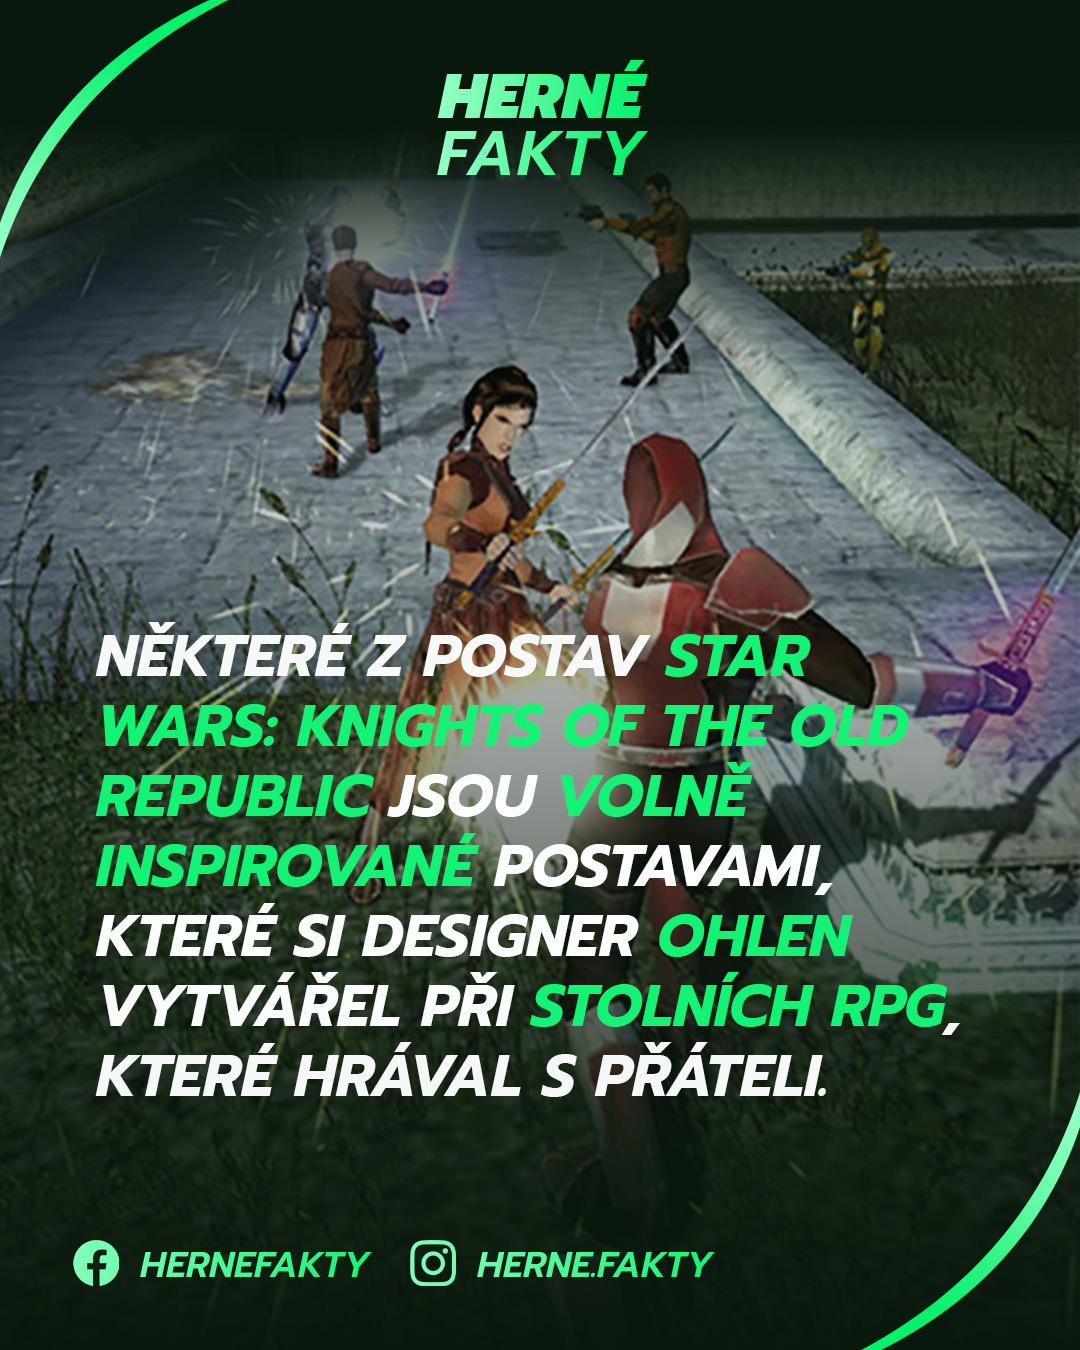 HERNÉ
FAKTY
NĚKTERÉ Z POSTAV STAR
WARS: KNIGHTS OF THE OLD
REPUBLIC JSOU VOLNĚ
INSPIROVANÉ POSTAVAMI,
KTERÉ SI DESIGNER OHLEN
VYTVÁŘEL PŘI STOLNÍCH RPG,
KTERÉ HRÁVAL S PŘÁTELI.
HERNEFAKTY HERNE.FAKTY